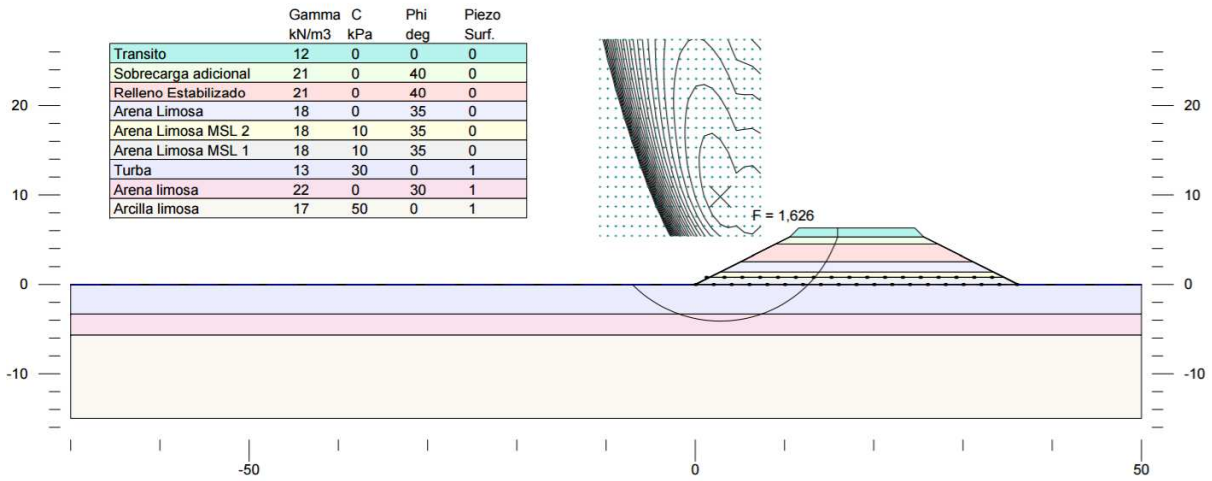 Gamma C Phi Piezo
kN/m3 kPa deg Surf.
Transito 12 0 0 0
Sobrecarga adicional 21 0 40 0
Relleno Estabilizado 21 0 40 0
Arena Limosa 18 0 35 0
Arena Limosa MSL 2 18 10 35 0
Arena Limosa MSL 1 18 10 35 0
Turba 13 30 0 1
Arena limosa 22 0 30 1
Arcilla limosa 17 50 0 1
20 20
10 10
F = 1,626
0 0
-10 -10
-50 0 50